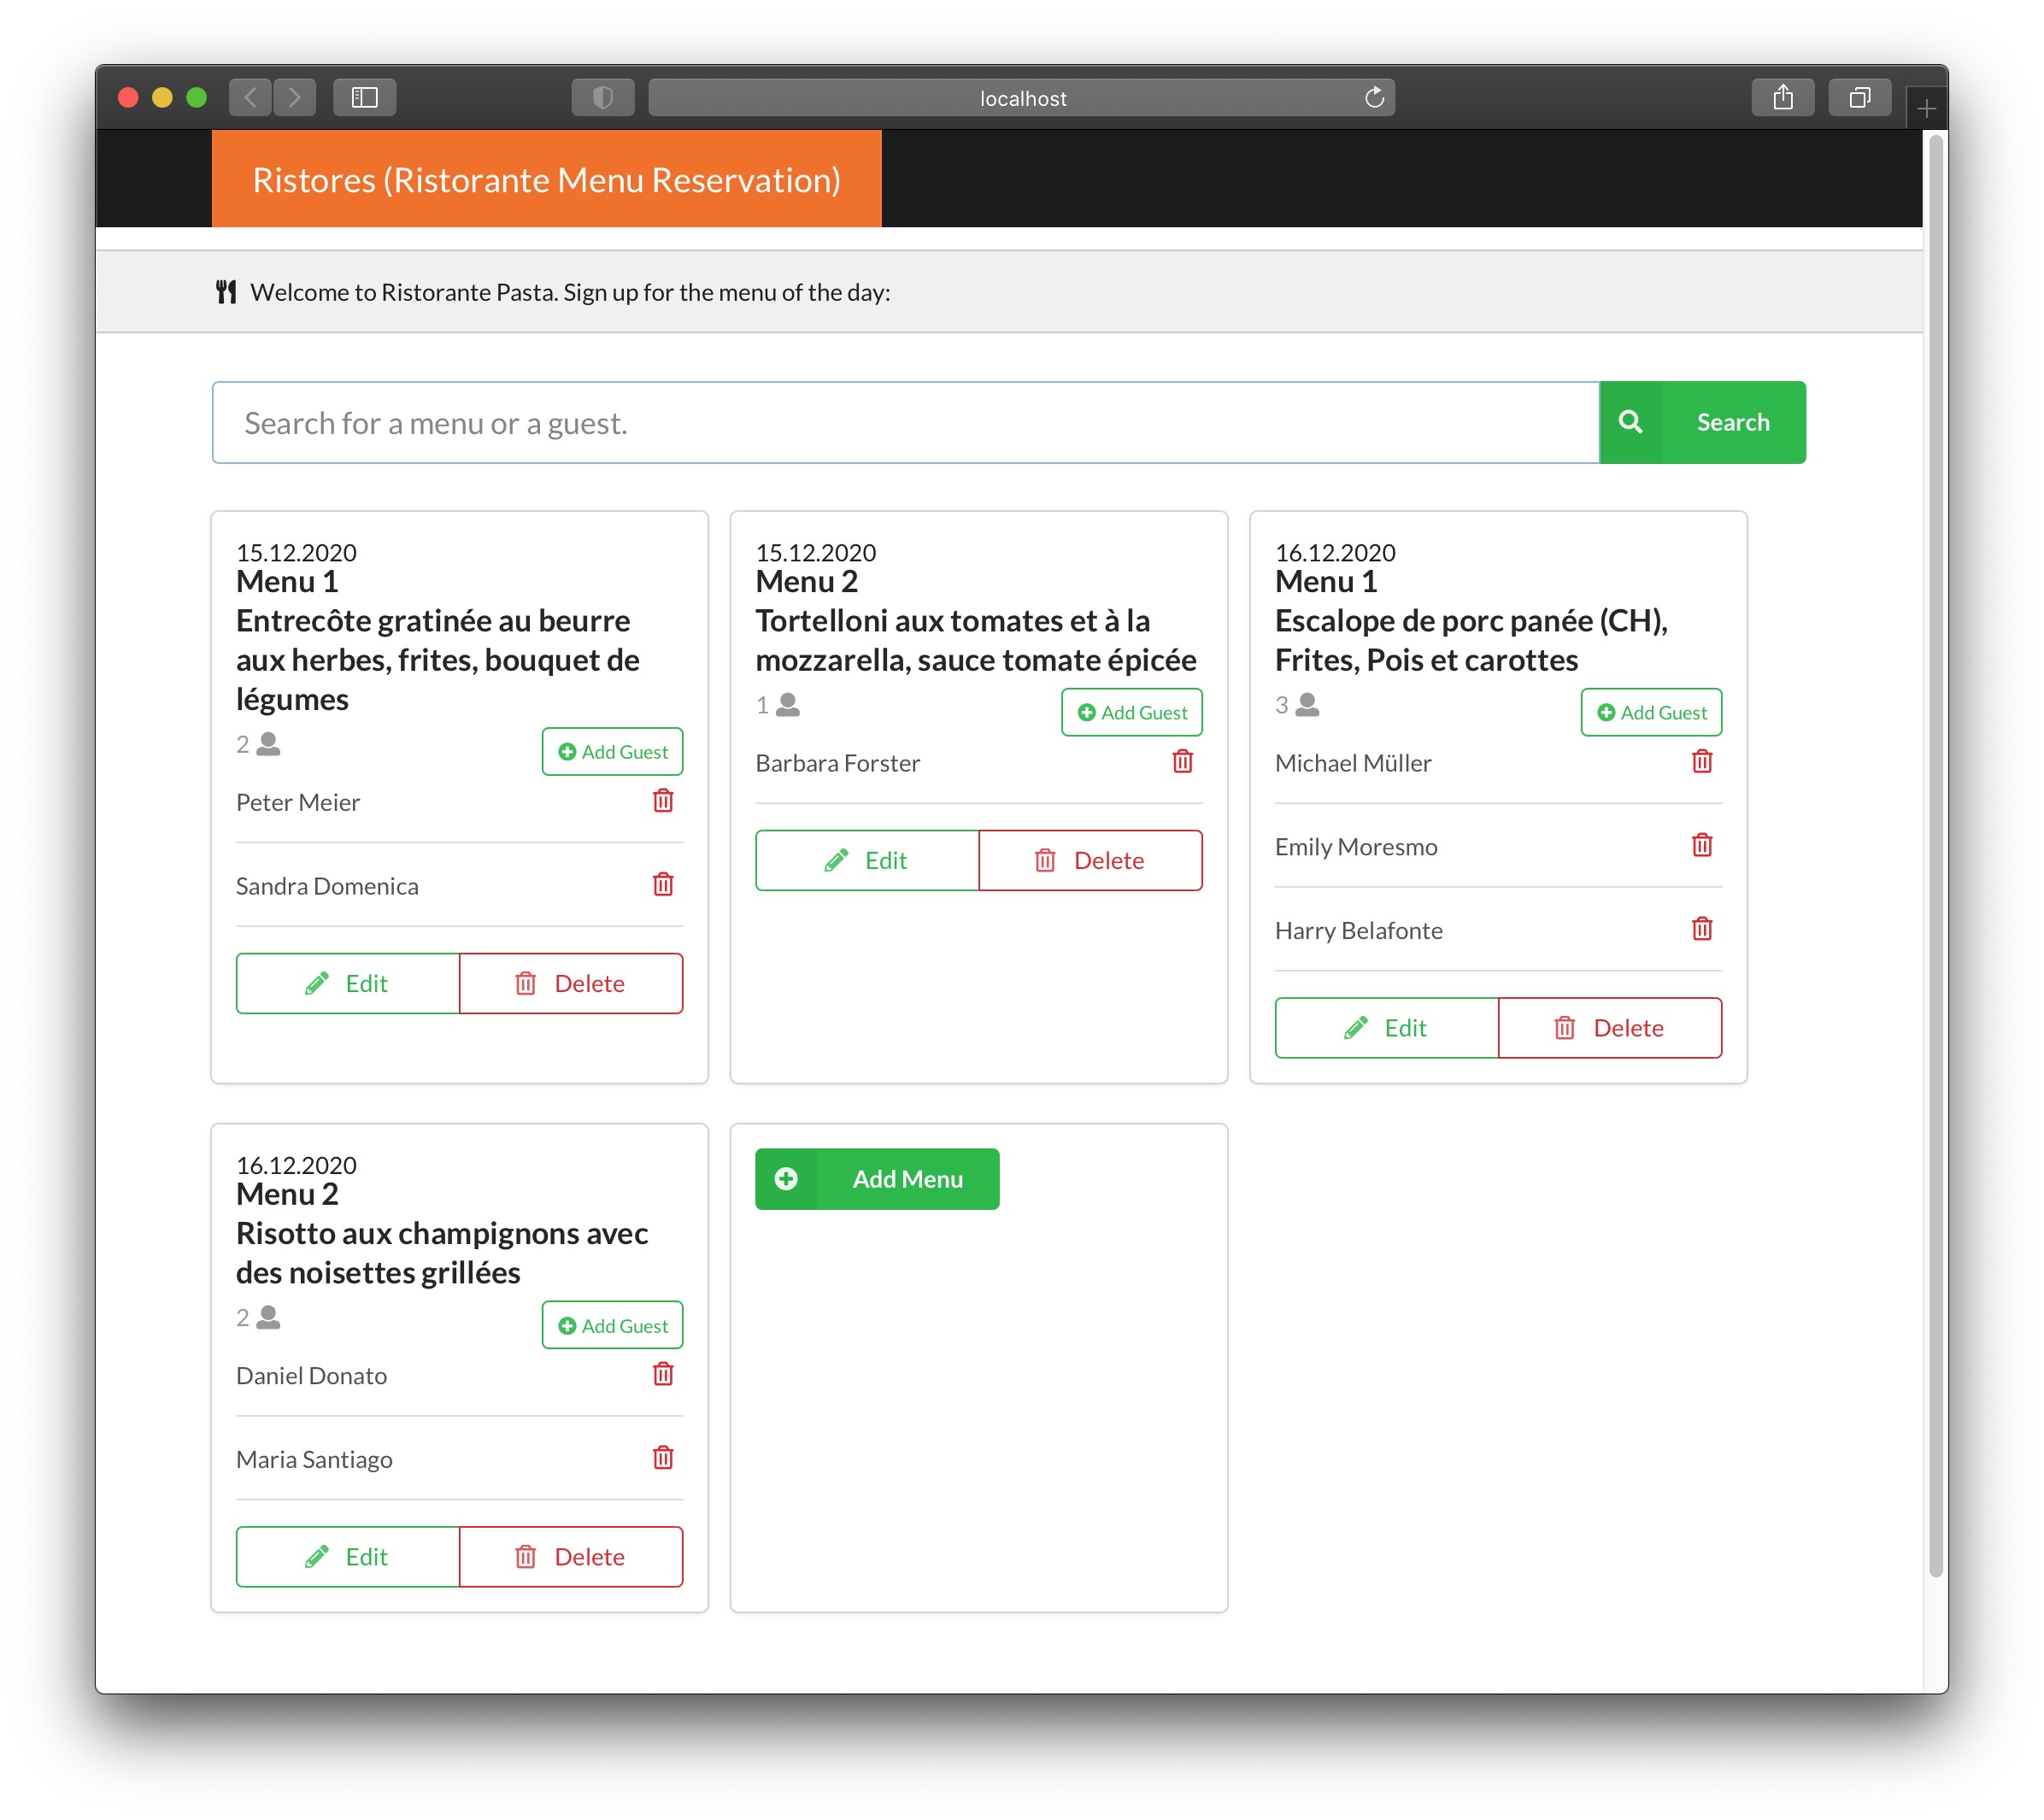 localhost
Ristores (Ristorante Menu Reservation)
Welcome to Ristorante Pasta. Sign up for the menu of the day:
Search for a menu or a guest.
Search
15.12.2020
Menu 1
Entrecôte gratinée au beurre
aux herbes, frites, bouquet de
légumes
2
Add Guest
Peter Meier
Sandra Domenica
Edit
Delete
15.12.2020
Menu 2
Tortelloni aux tomates et à la
mozzarella, sauce tomate épicée
1
Add Guest
Barbara Forster
Edit
Delete
16.12.2020
Menu 1
Escalope de porc panée (CH),
Frites, Pois et carottes
3
Add Guest
Michael Müller
Emily Moresmo
Harry Belafonte
Edit
Delete
16.12.2020
Menu 2
Risotto aux champignons avec
des noisettes grillées
2
Add Guest
Daniel Donato
Maria Santiago
Edit
Delete
Add Menu